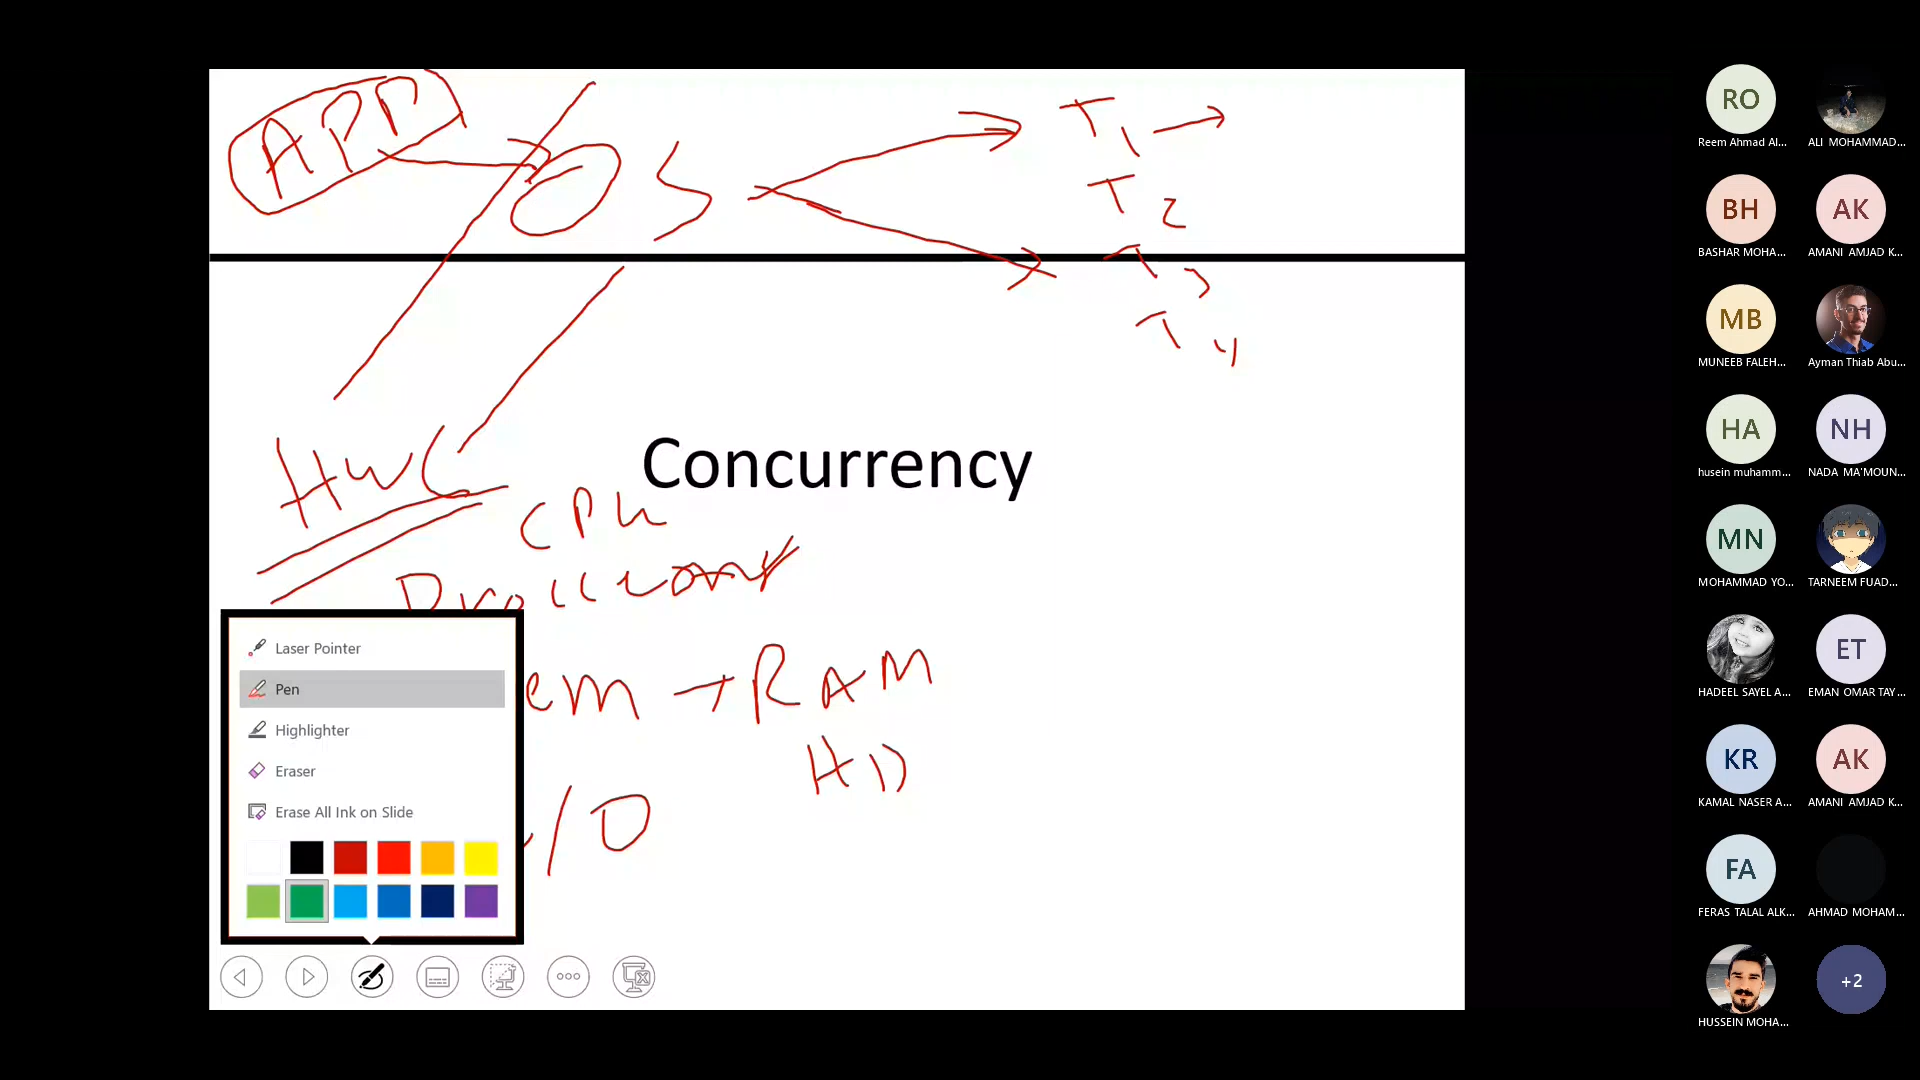 APP
OS
T1
T2
T3
T4
HW
Concurrency
CPU
em → RAM
HD
/O
Laser Pointer
Pen
Highlighter
Eraser
Erase All Ink on Slide
RO
Reem Ahmad Al...
ALI MOHAMMAD...
BH
AK
BASHAR MOHA...
AMANI AMJAD K...
MB
MUNEEB FALEH...
Ayman Thiab Abu...
HA
NH
husein muhamm...
NADA MA'MOUN...
MN
MOHAMMAD YO...
TARNEEM FUAD...
ET
HADEEL SAYEL A...
EMAN OMAR TAY...
KR
AK
KAMAL NASER A...
AMANI AMJAD K...
FA
FERAS TALAL ALK...
AHMAD MOHAM...
+2
HUSSEIN MOHA...